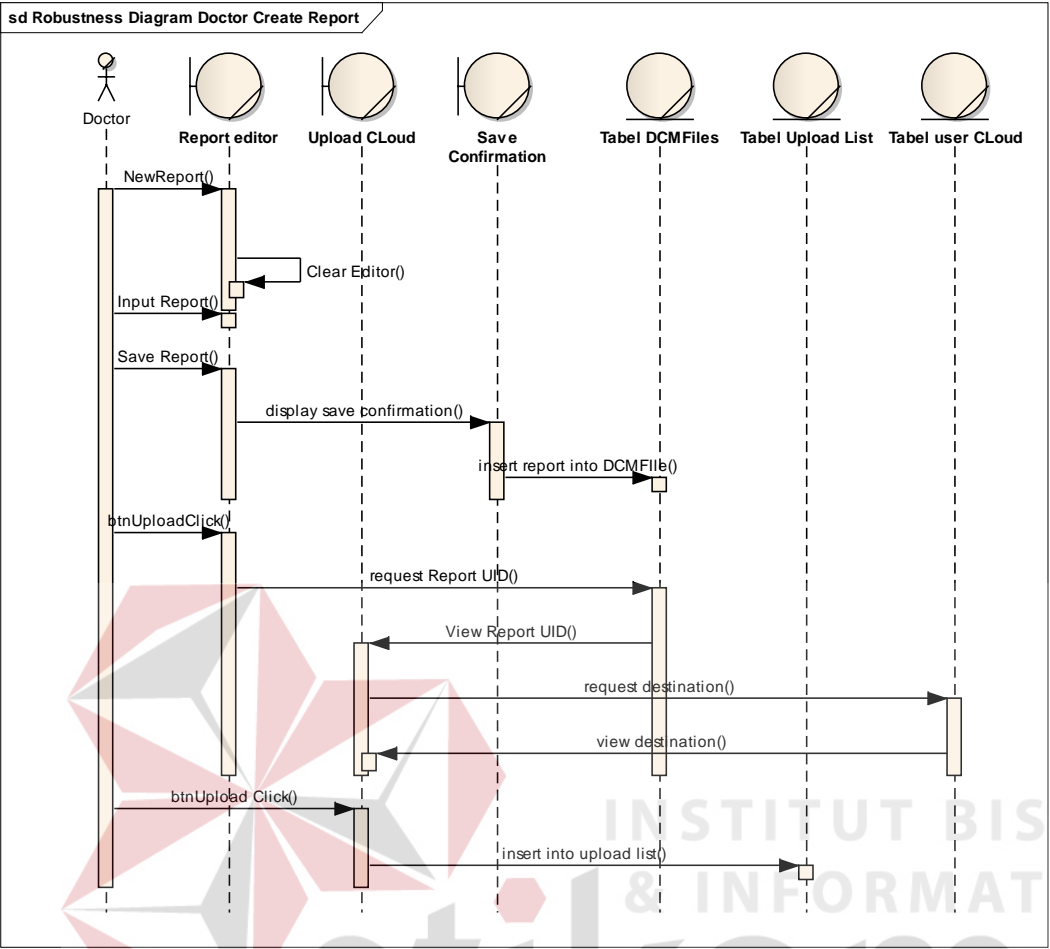 sd Robustness Diagram Doctor Create Report
Doctor
Report editor
Upload CLoud
Save
Confirmation
Tabel DCMFiles
Tabel Upload List
Tabel user CLoud
NewReport()
Clear Editor()
Input Report()
Save Report()
display save confirmation()
insert report into DCMFIle()
btnUploadClick()
request Report UID()
View Report UID()
request destination()
view destination()
btnUpload Click()
insert into upload list()
INSTITUT BIS
& INFORMAT